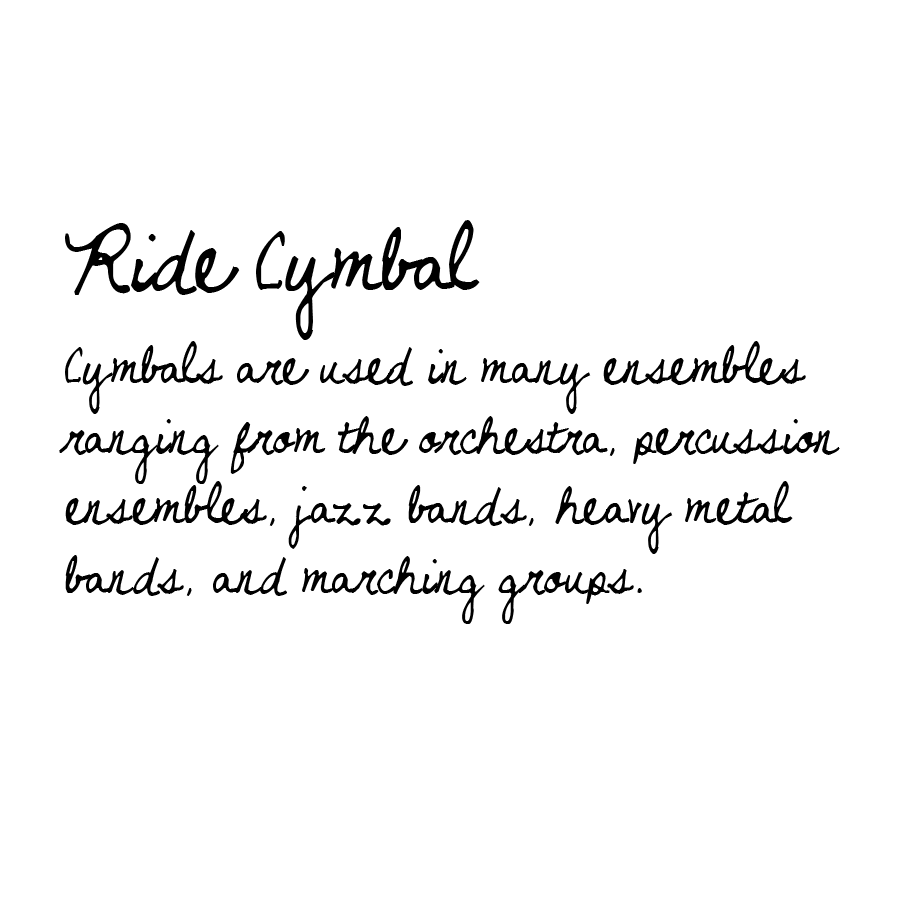 Ride Cymbal
Cymbals are used in many ensembles
ranging from the orchestra, percussion
ensembles, jazz bands, heavy metal
bands, and marching groups.